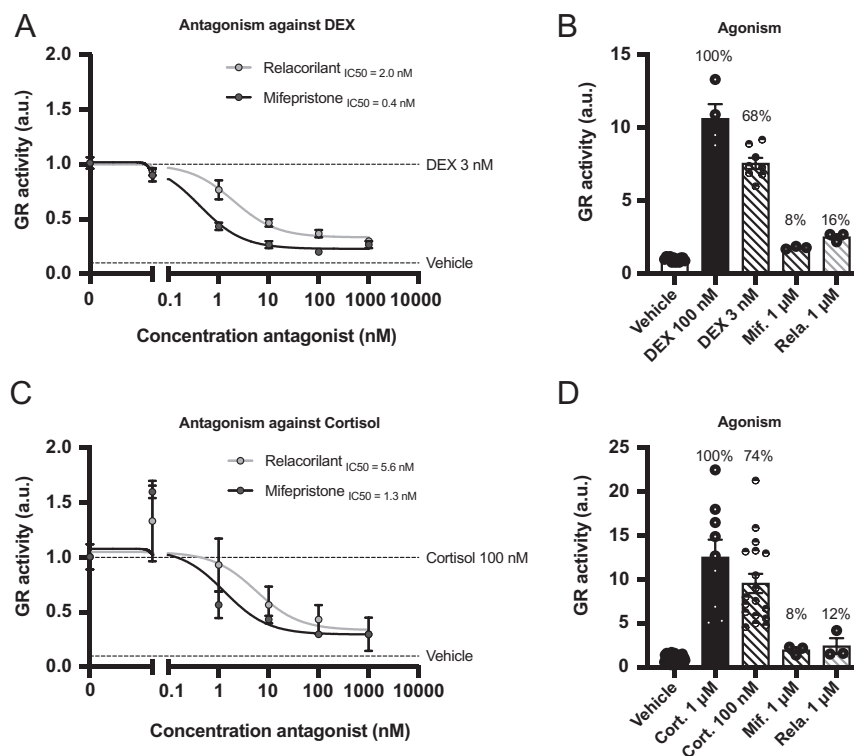 A
Antagonism against DEX
GR activity (a.u.)
2.0
1.5
1.0
0.5
0.0
Relacorilant IC50 = 2.0 nM
Mifepristone IC50 = 0.4 nM
DEX 3 nM
Vehicle
0 0.1 1 10 100 1000 10000
Concentration antagonist (nM)
B
Agonism
GR activity (a.u.)
15
10
5
0
100%
68%
8%
16%
Vehicle
DEX 100 nM
DEX 3 nM
Mif. 1 µM
Rela. 1 µM
C
Antagonism against Cortisol
GR activity (a.u.)
2.0
1.5
1.0
0.5
0.0
Relacorilant IC50 = 5.6 nM
Mifepristone IC50 = 1.3 nM
Cortisol 100 nM
Vehicle
0 0.1 1 10 100 1000 10000
Concentration antagonist (nM)
D
Agonism
GR activity (a.u.)
25
20
15
10
5
0
100%
74%
8%
12%
Vehicle
Cort. 1 µM
Cort. 100 nM
Mif. 1 µM
Rela. 1 µM